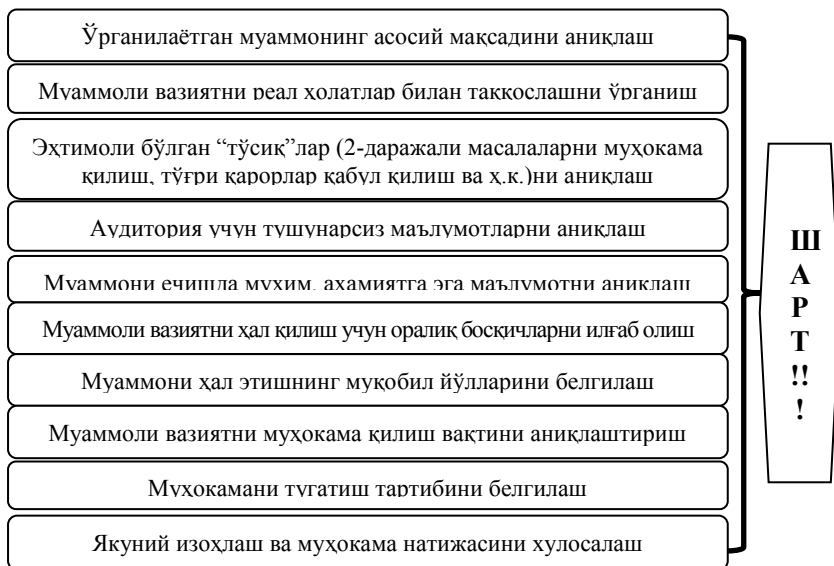 Ўрганилаётган муаммонинг асосий мақсадини аниқлаш
Муаммоли вазиятни реал ҳолатлар билан таққослашни ўрганиш
Эҳтимоли бўлган “тўсиқ”лар (2-даражали масалаларни муҳокама
қилиш, тўғри қарорлар қабул қилиш ва ҳ.к.)ни аниқлаш
Аудитория учун тушунарсиз маълумотларни аниқлаш
Муаммони ечишда муҳим, аҳамиятга эга маълумотни аниқлаш
Муаммоли вазиятни ҳал қилиш учун оралиқ босқичларни илғаб олиш
Муаммони ҳал этишнинг муқобил йўлларини белгилаш
Муаммоли вазиятни муҳокама қилиш вақтини аниқлаштириш
Муҳокамани тугатиш тартибини белгилаш
Якуний изоҳлаш ва муҳокама натижасини хулосалаш
Ш
А
Р
Т
!!
!